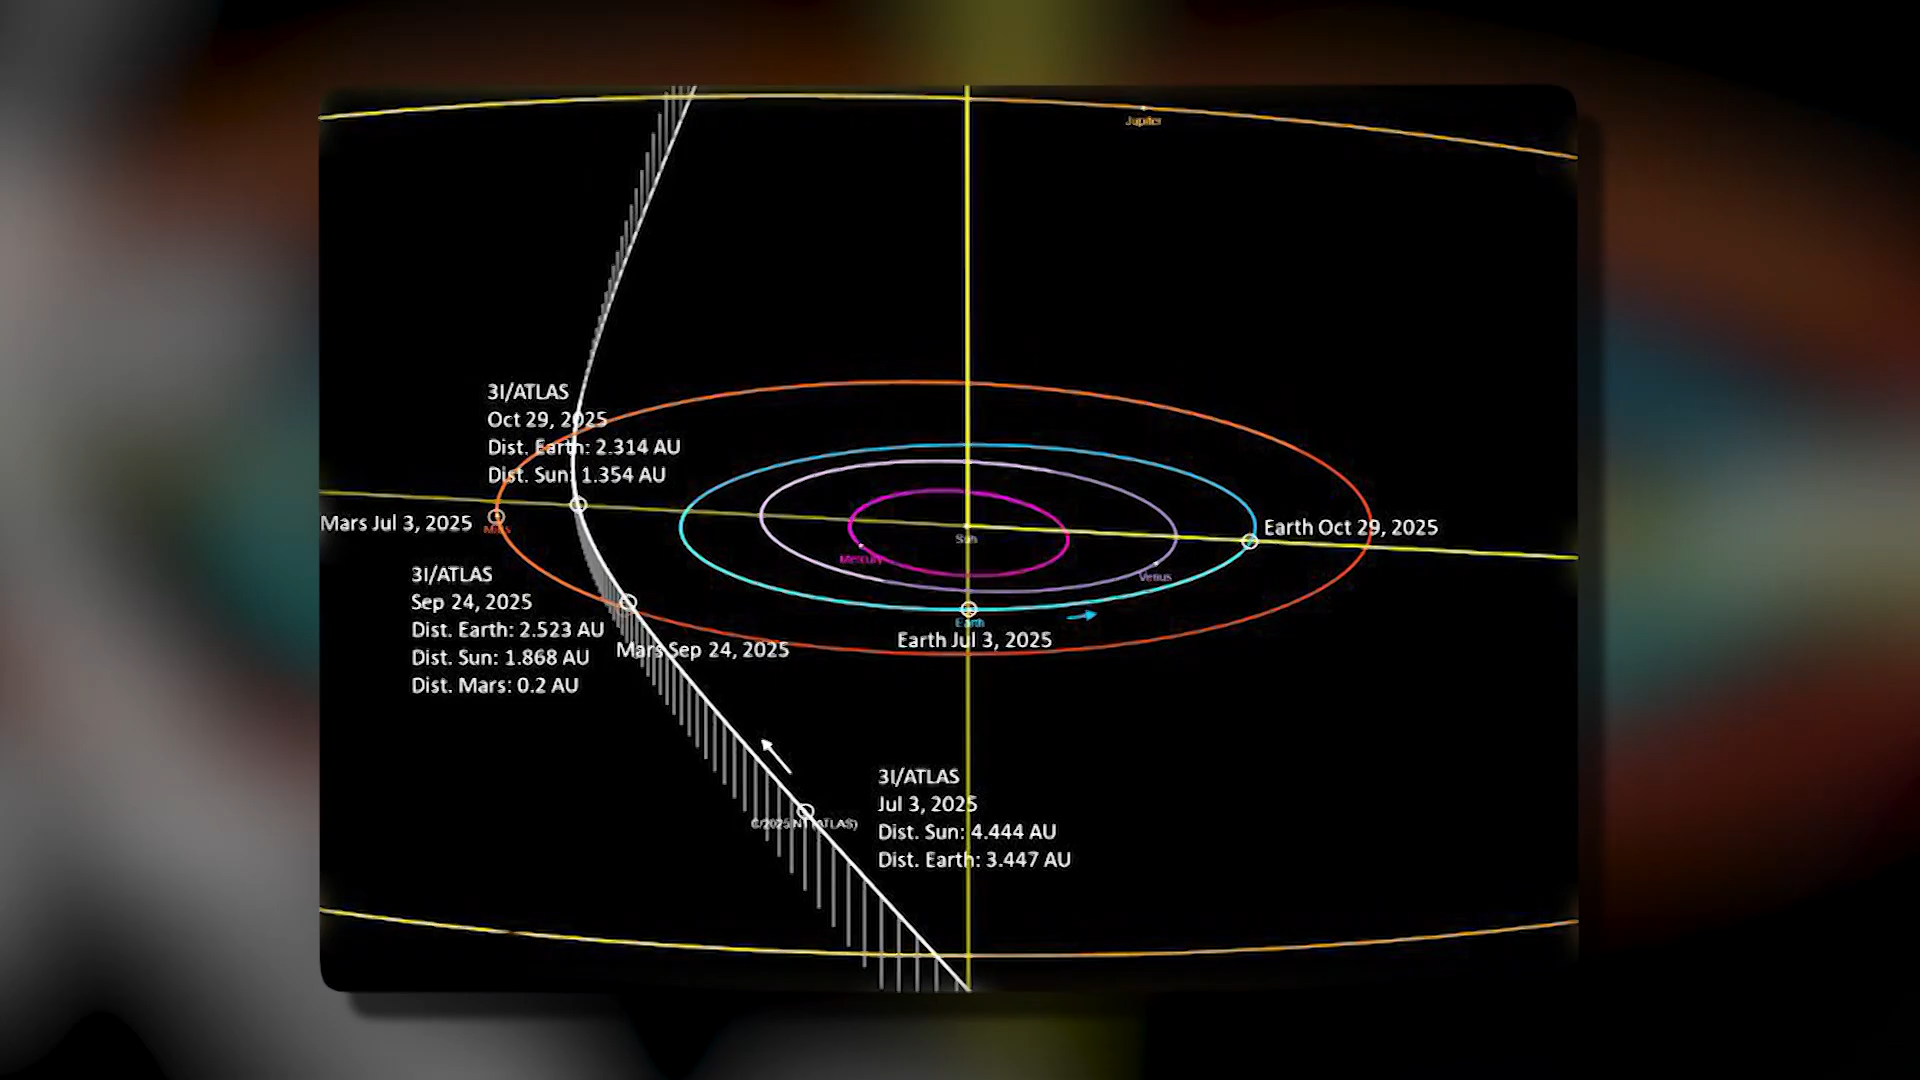 Jupiter
3I/ATLAS
Oct 29, 2025
Dist. Earth: 2.314 AU
Dist. Sun: 1.354 AU
Mars Jul 3, 2025
Mars
Earth Oct 29, 2025
Sun
Mercury
Venus
3I/ATLAS
Sep 24, 2025
Dist. Earth: 2.523 AU
Dist. Sun: 1.868 AU
Dist. Mars: 0.2 AU
Mars Sep 24, 2025
Earth
Earth Jul 3, 2025
3I/ATLAS
Jul 3, 2025
Dist. Sun: 4.444 AU
Dist. Earth: 3.447 AU
C/2025 N1 (ATLAS)